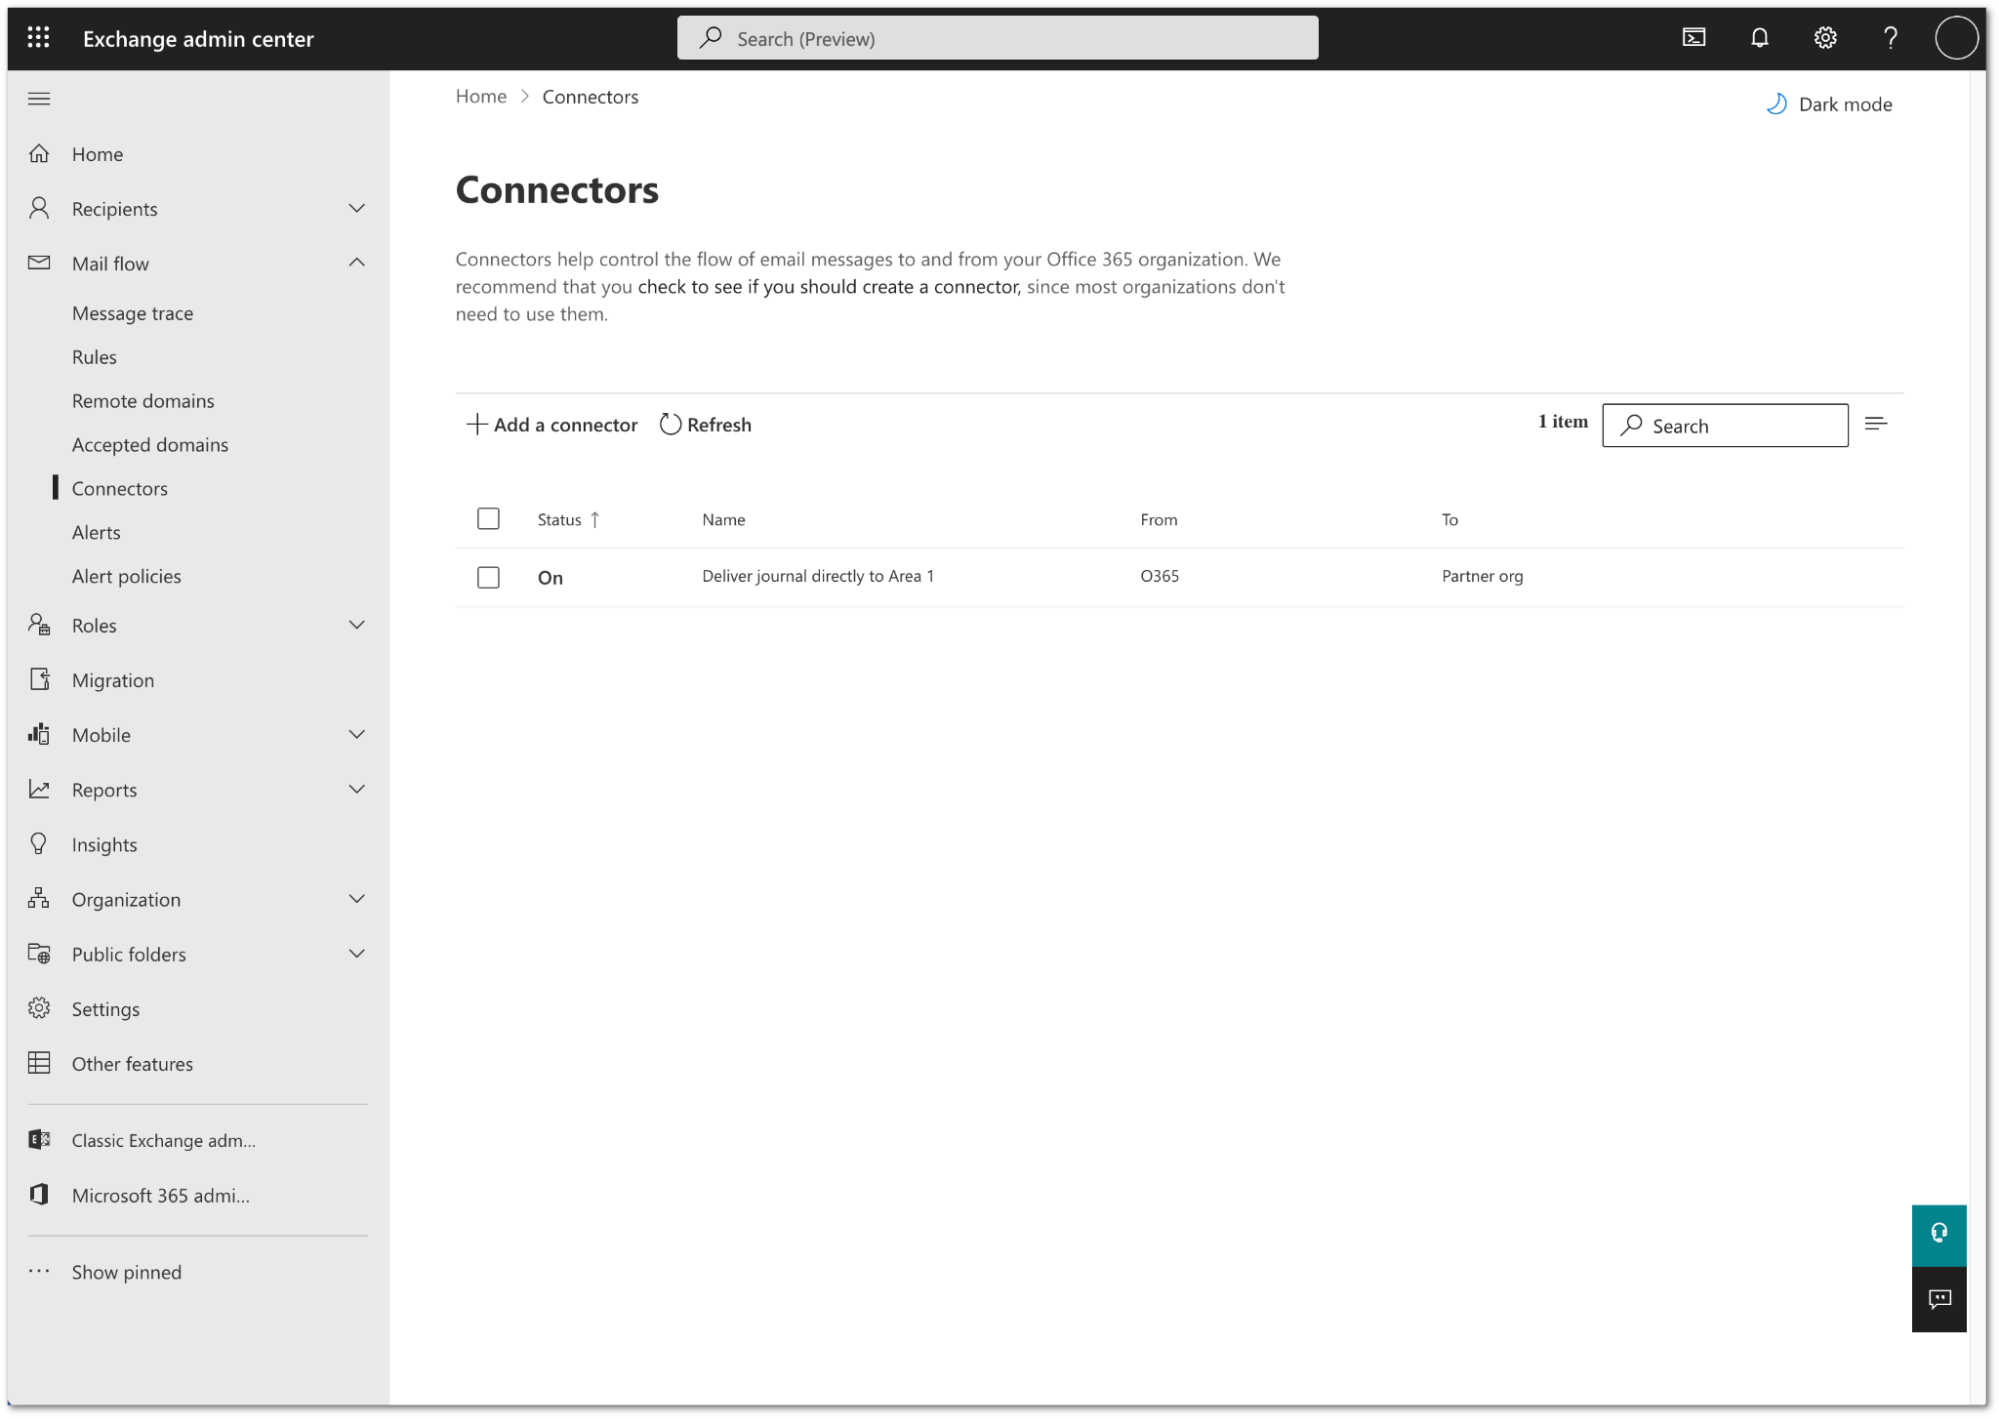 Exchange admin center
Search (Preview)
Home > Connectors
Dark mode
Home
Recipients
Mail flow
Message trace
Rules
Remote domains
Accepted domains
Connectors
Alerts
Alert policies
Roles
Migration
Mobile
Reports
Insights
Organization
Public folders
Settings
Other features
Classic Exchange adm...
Microsoft 365 admi...
Show pinned
Connectors
Connectors help control the flow of email messages to and from your Office 365 organization. We
recommend that you check to see if you should create a connector, since most organizations don't
need to use them.
Add a connector Refresh 1 item Search
Status ↑ Name From To
On Deliver journal directly to Area 1 O365 Partner org